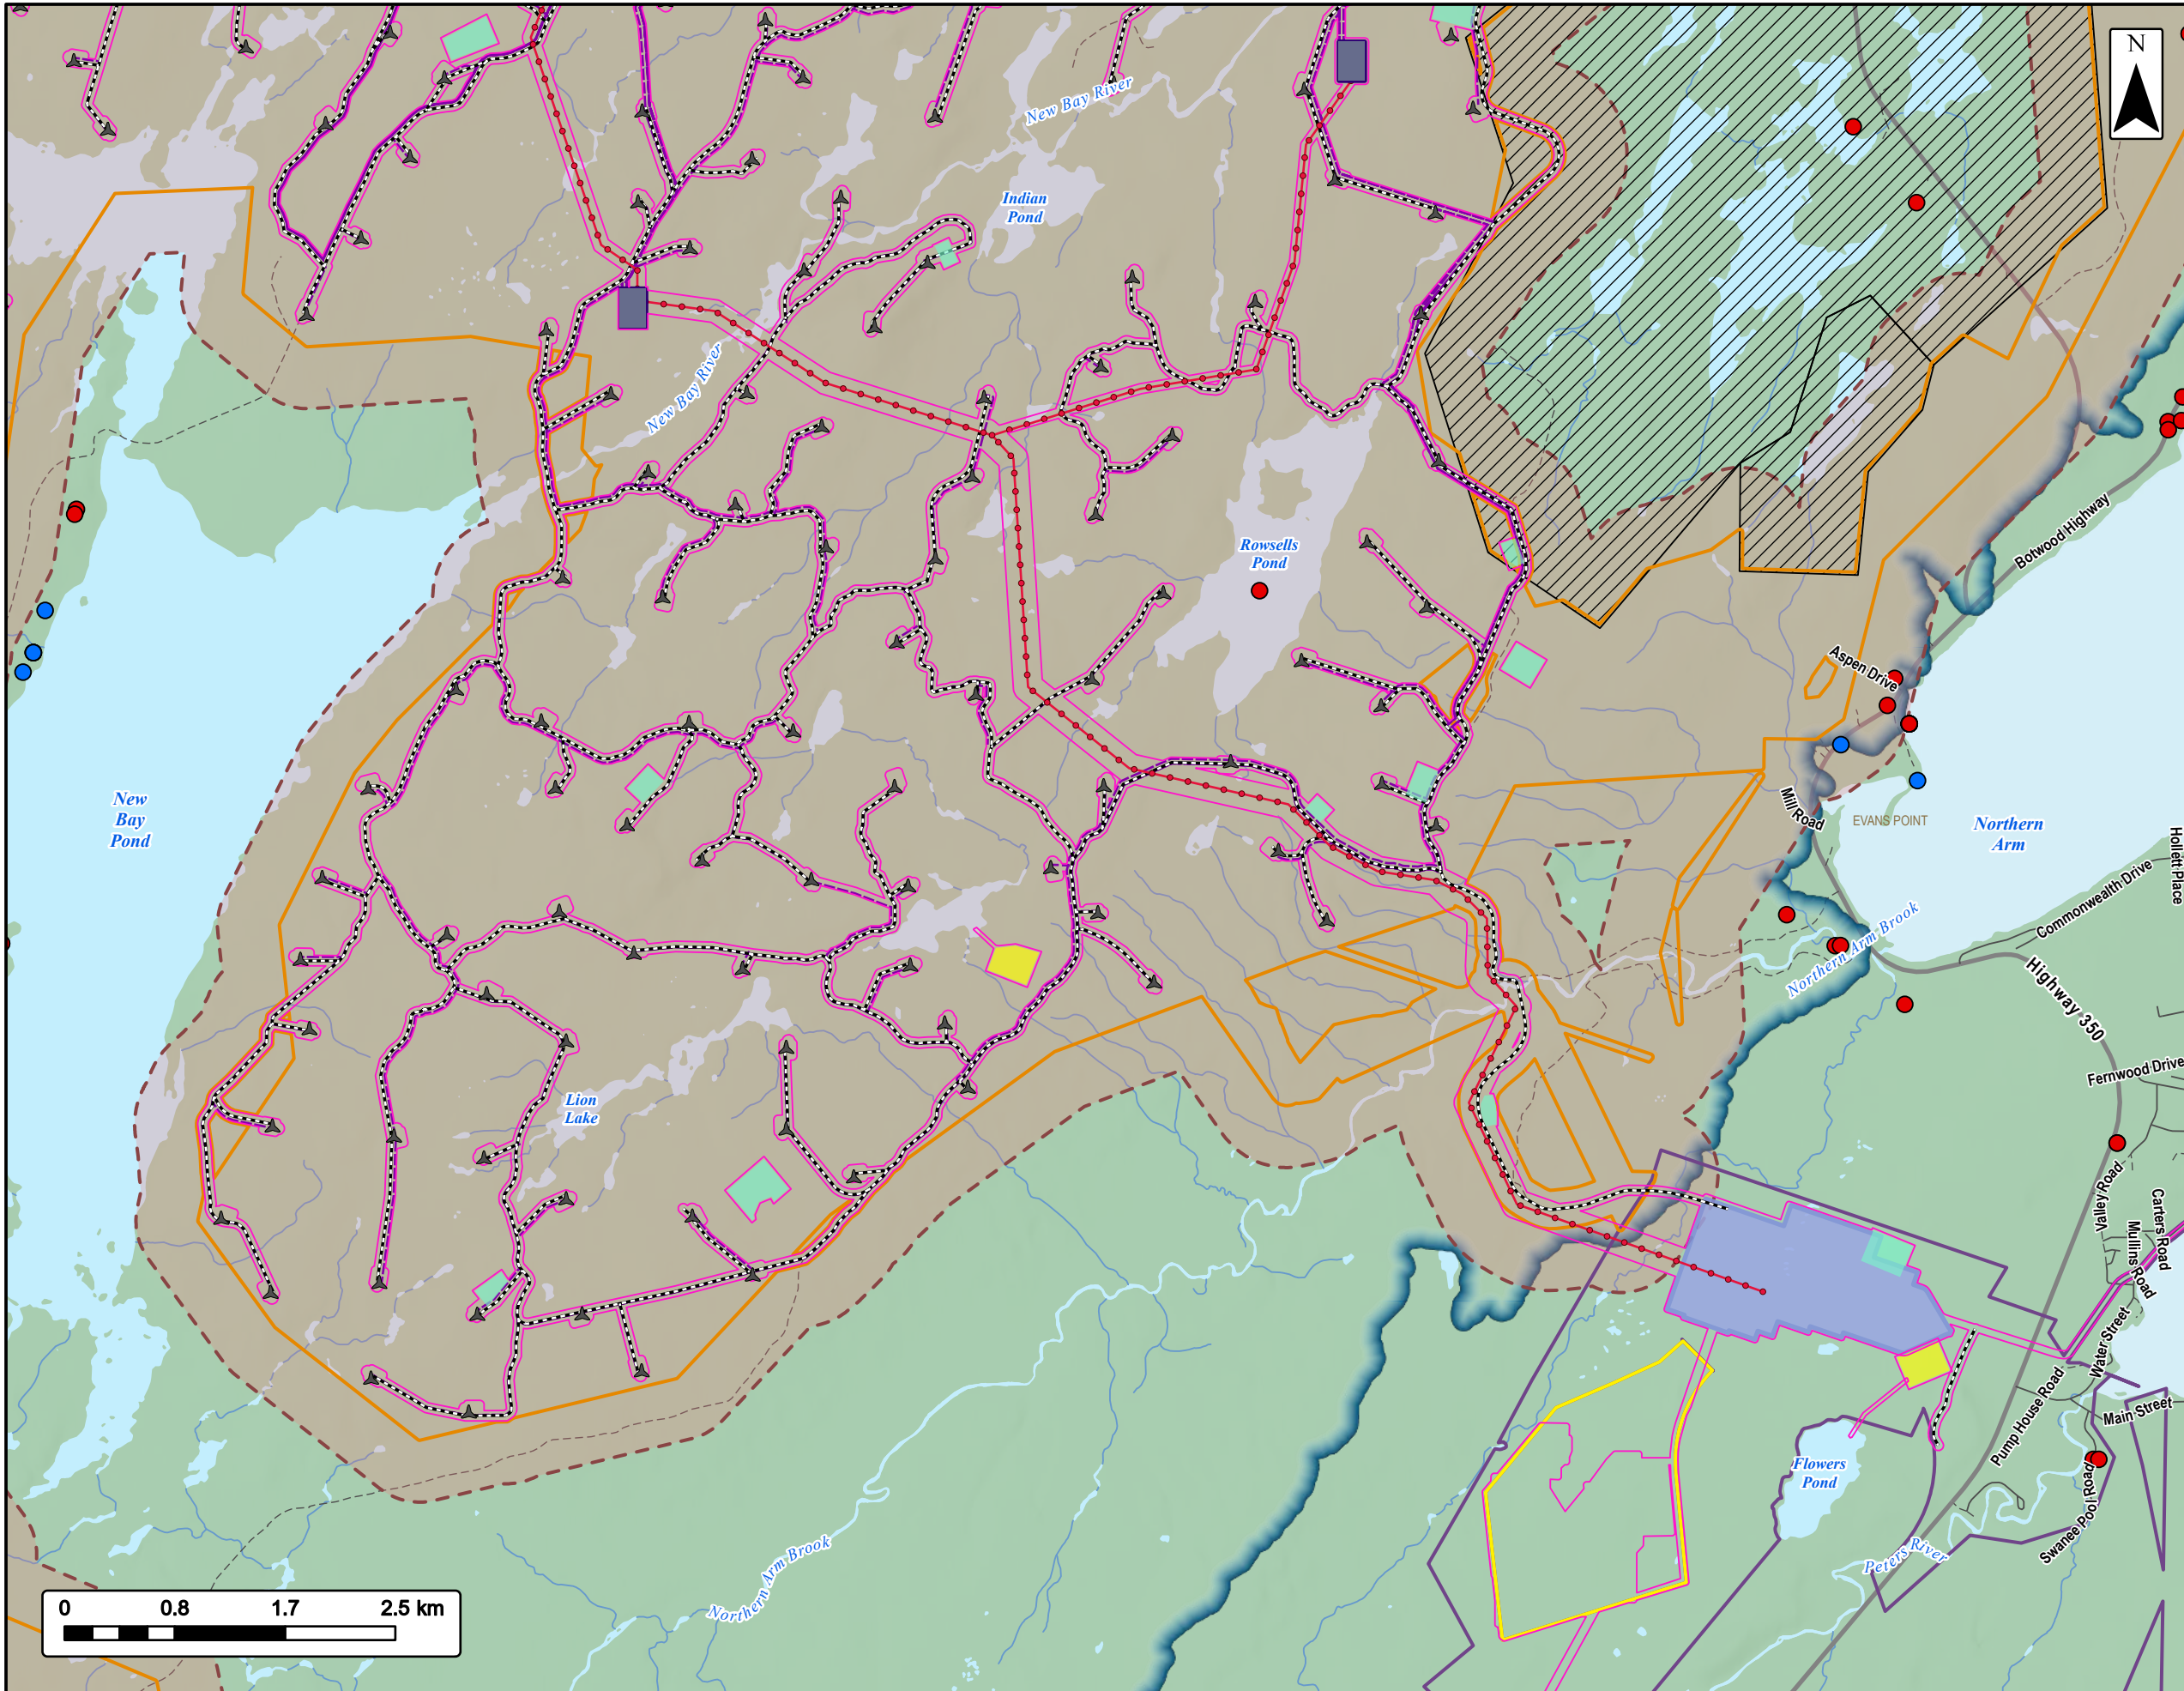 N
New Bay River
Indian
Pond
New Bay River
Botwood Highway
Rowsells
Pond
Aspen Drive
New
Bay
Pond
Mill Road
EVANS POINT
Northern
Arm
Hollett Place
Commonwealth Drive
Northern Arm Brook
Highway 350
Fernwood Drive
Lion
Lake
Valley Road
Carters Road
Mullins Road
Water Street
Pump House Road
Main Street
Flowers
Pond
Swanee Pool Road
Peters River
Northern Arm Brook
0 0.8 1.7 2.5 km